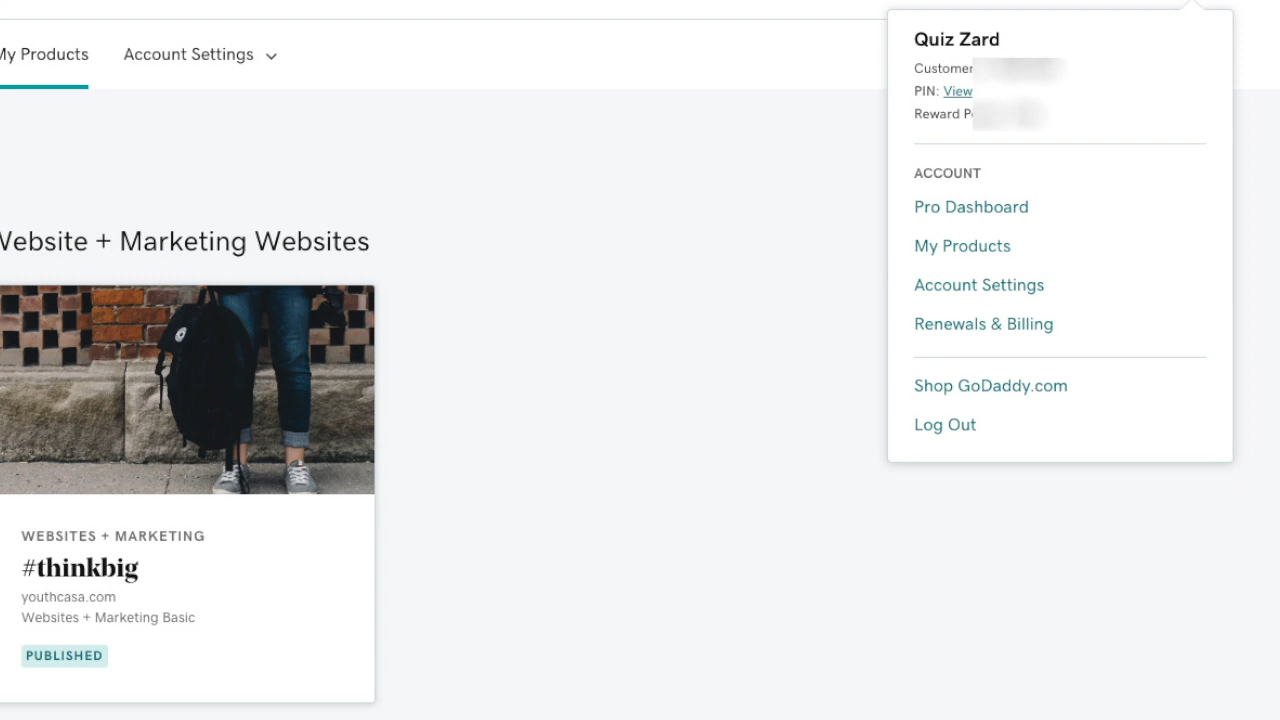 My Products
Account Settings
Quiz Zard
Customer
PIN: View
Reward
ACCOUNT
Pro Dashboard
My Products
Account Settings
Renewals & Billing
Shop GoDaddy.com
Log Out
Website + Marketing Websites
WEBSITES + MARKETING
#thinkbig
youthcasa.com
Websites + Marketing Basic
PUBLISHED